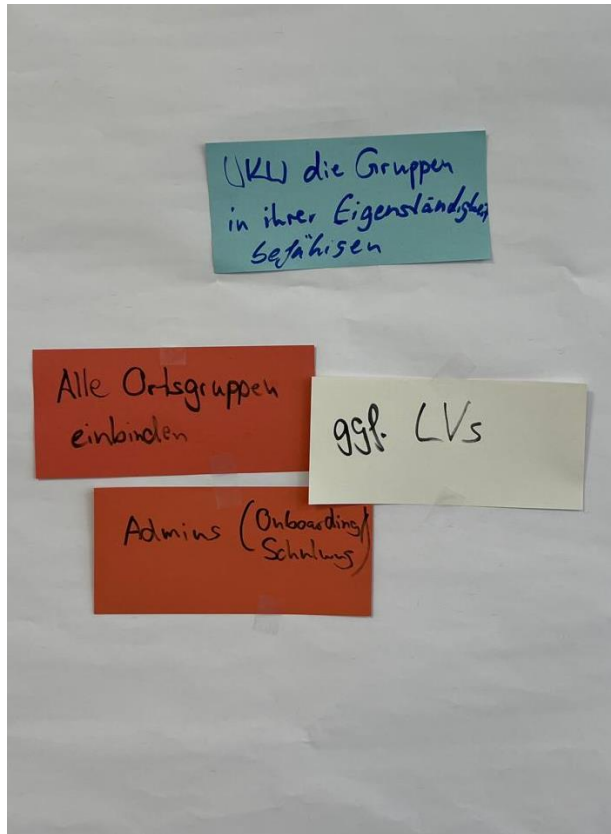 UKW die Gruppen
in ihrer Eigenständigkeit
befähigen
Alle Ortsgruppen
einbinden
ggf. LVs
Admins (Onboarding/
Schulung)